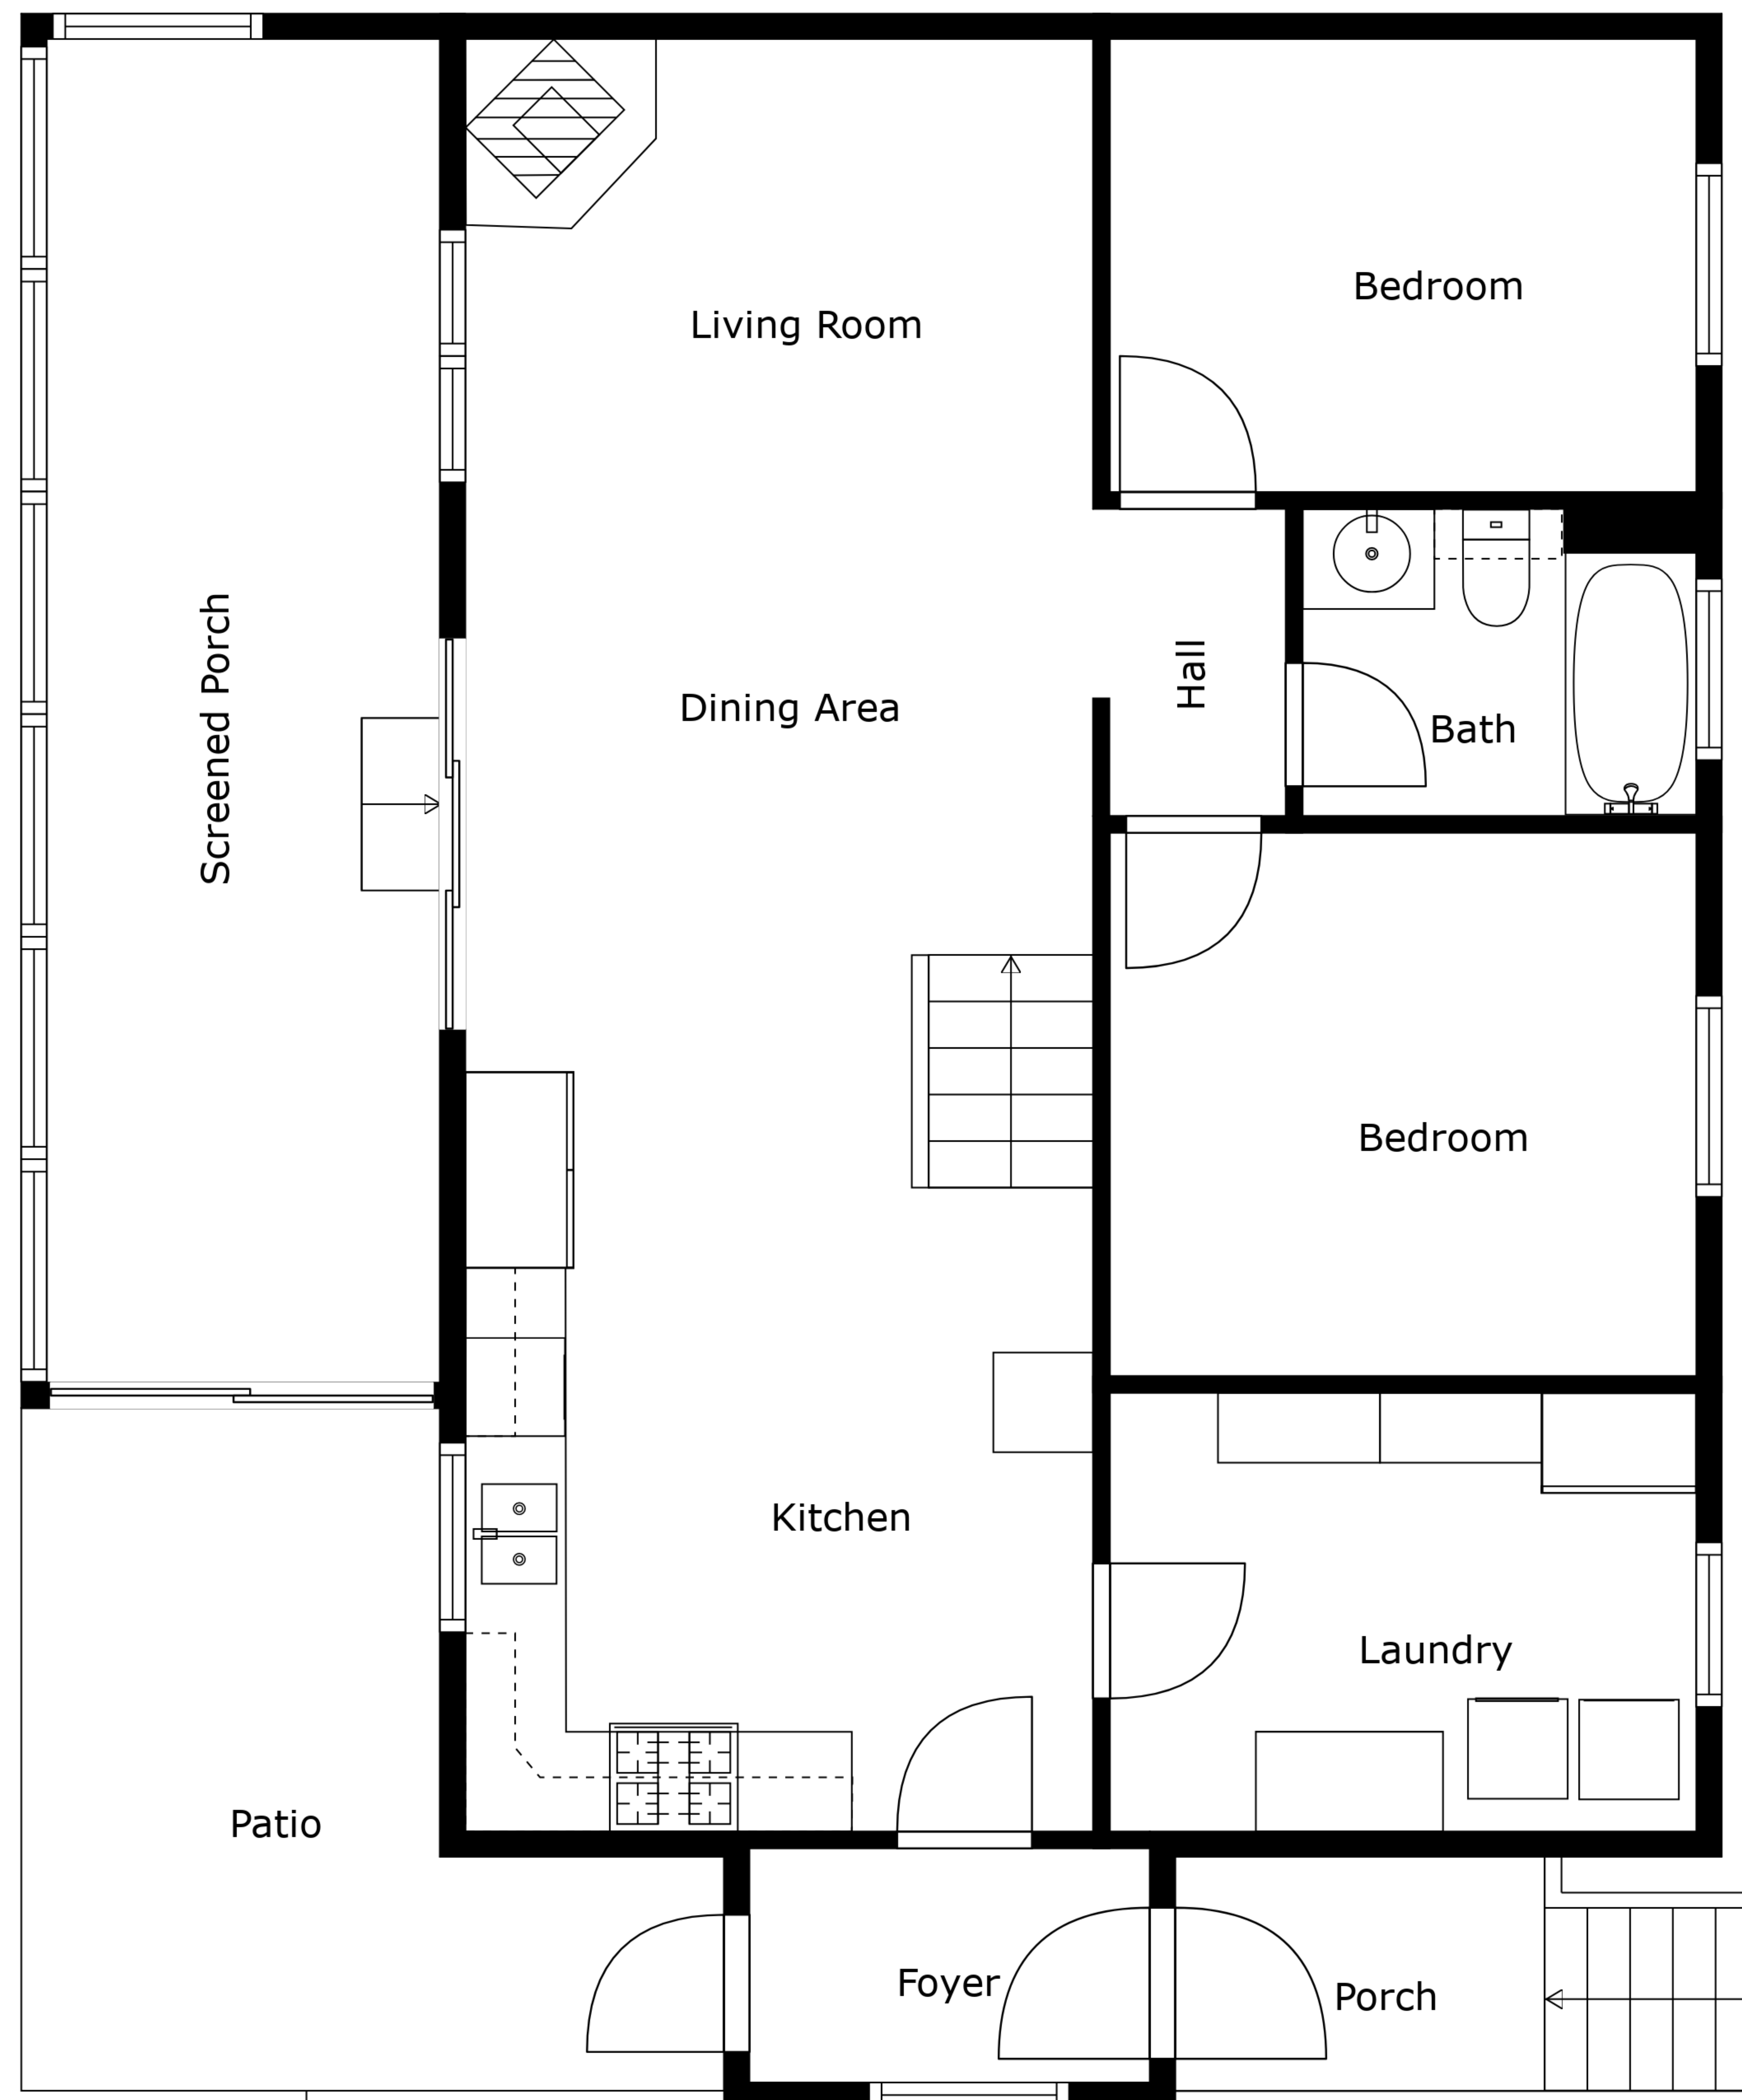 Bedroom
Living Room
Screened Porch
Hall
Dining Area
Bath
Bedroom
Kitchen
Laundry
Patio
Foyer
Porch